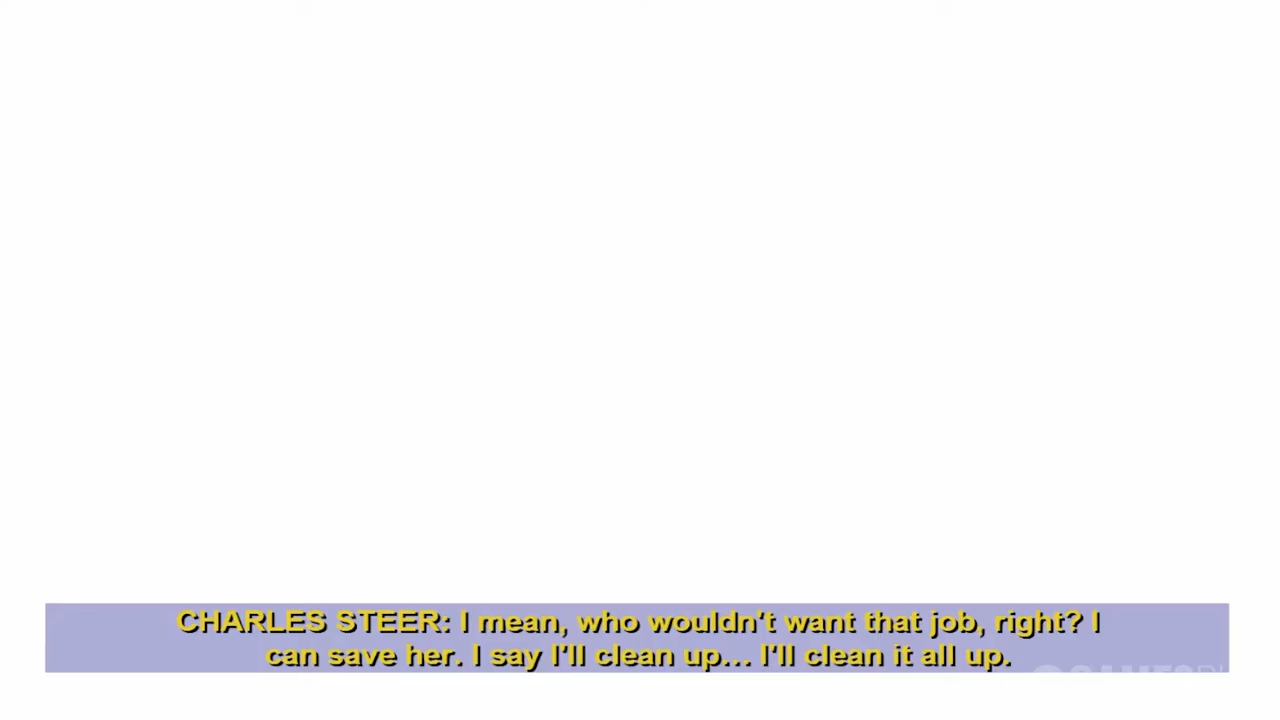 CHARLES STEER: I mean, who wouldn't want that job, right? I
can save her. I say I'll clean up... I'll clean it all up.